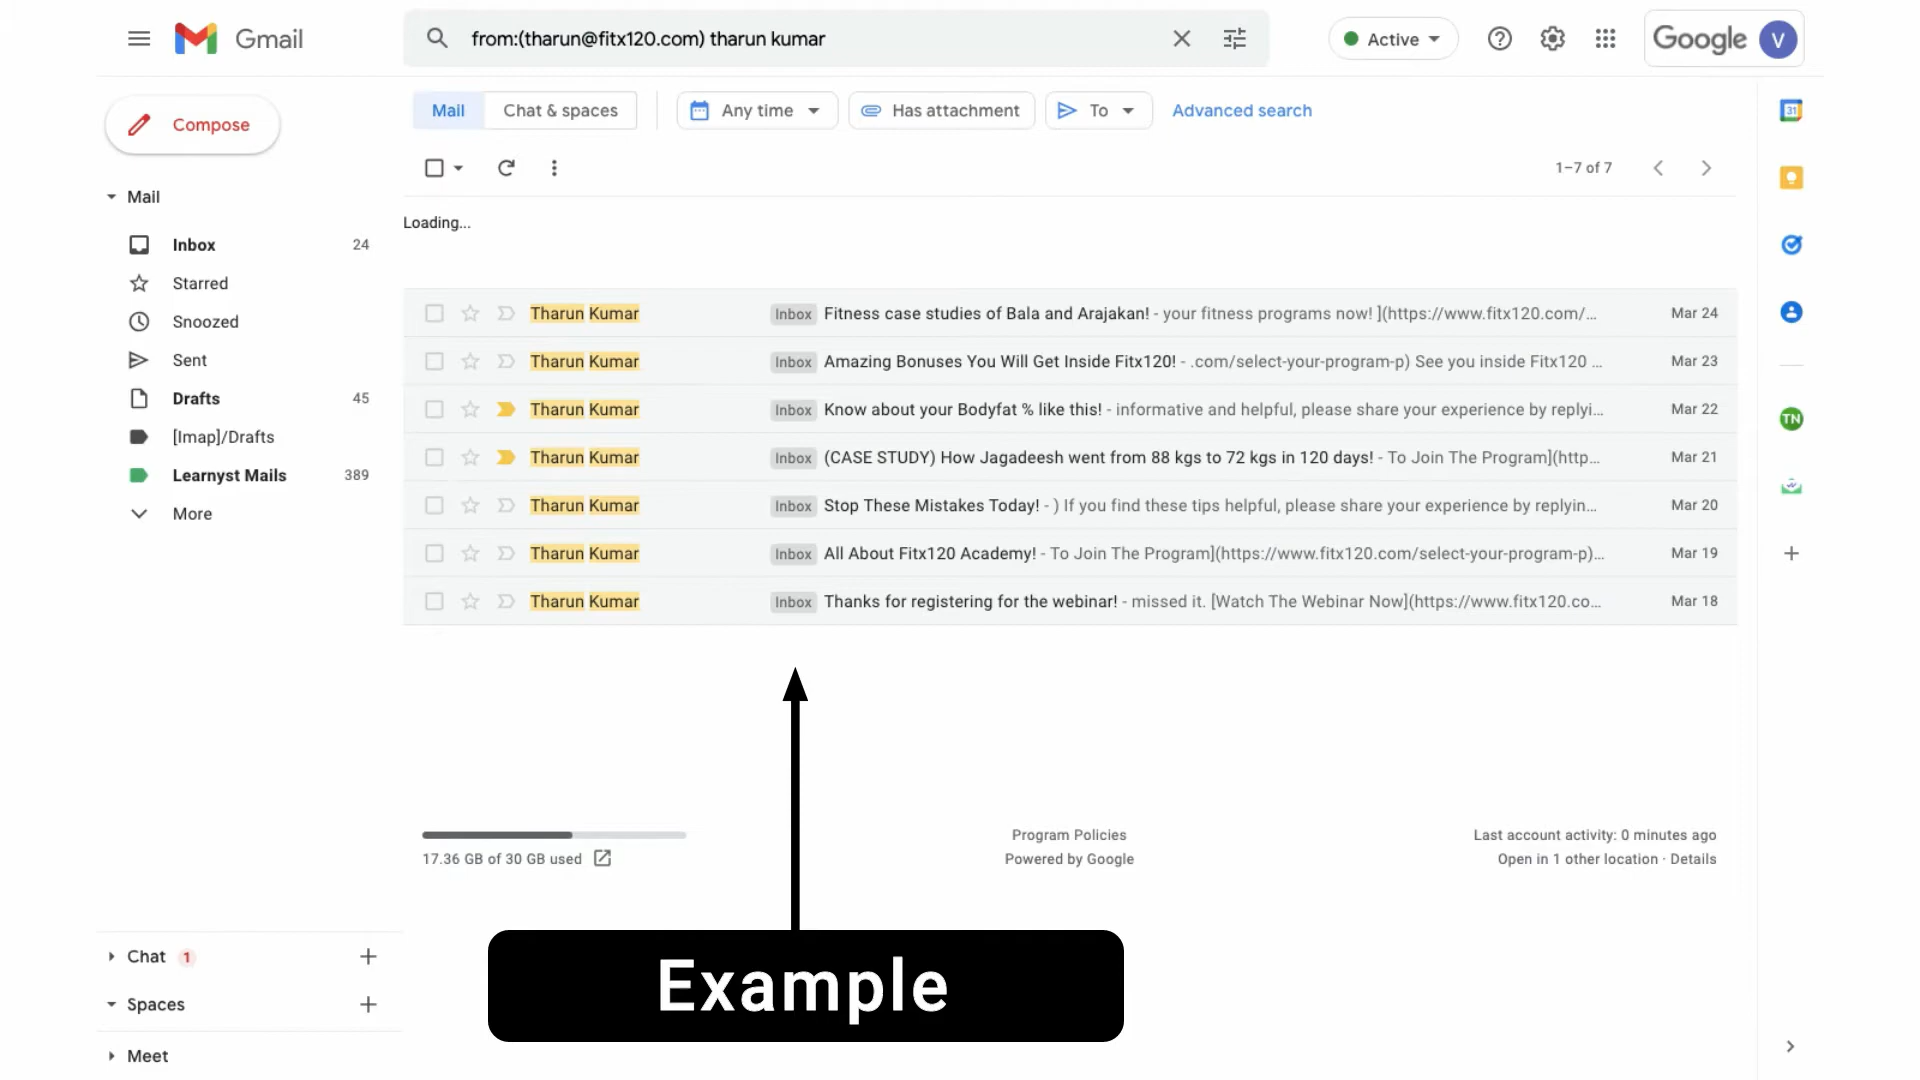 Gmail
from:(tharun@fitx120.com) tharun kumar
Active
Google
V
Compose
Mail
Chat & spaces
Any time
Has attachment
To
Advanced search
1–7 of 7
Mail
Loading...
Inbox 24
Starred
Snoozed
Sent
Drafts 45
[Imap]/Drafts
Learnyst Mails 389
More
Tharun Kumar Inbox Fitness case studies of Bala and Arajakan! - your fitness programs now! ](https://www.fitx120.com/… Mar 24
Tharun Kumar Inbox Amazing Bonuses You Will Get Inside Fitx120! - .com/select-your-program-p) See you inside Fitx120 … Mar 23
Tharun Kumar Inbox Know about your Bodyfat % like this! - informative and helpful, please share your experience by replyi… Mar 22
Tharun Kumar Inbox (CASE STUDY) How Jagadeesh went from 88 kgs to 72 kgs in 120 days! - To Join The Program](http… Mar 21
Tharun Kumar Inbox Stop These Mistakes Today! - ) If you find these tips helpful, please share your experience by replyin… Mar 20
Tharun Kumar Inbox All About Fitx120 Academy! - To Join The Program](https://www.fitx120.com/select-your-program-p)… Mar 19
Tharun Kumar Inbox Thanks for registering for the webinar! - missed it. [Watch The Webinar Now](https://www.fitx120.co… Mar 18
31
TN
17.36 GB of 30 GB used
Program Policies
Powered by Google
Last account activity: 0 minutes ago
Open in 1 other location · Details
Chat 1
Spaces
Meet
Example